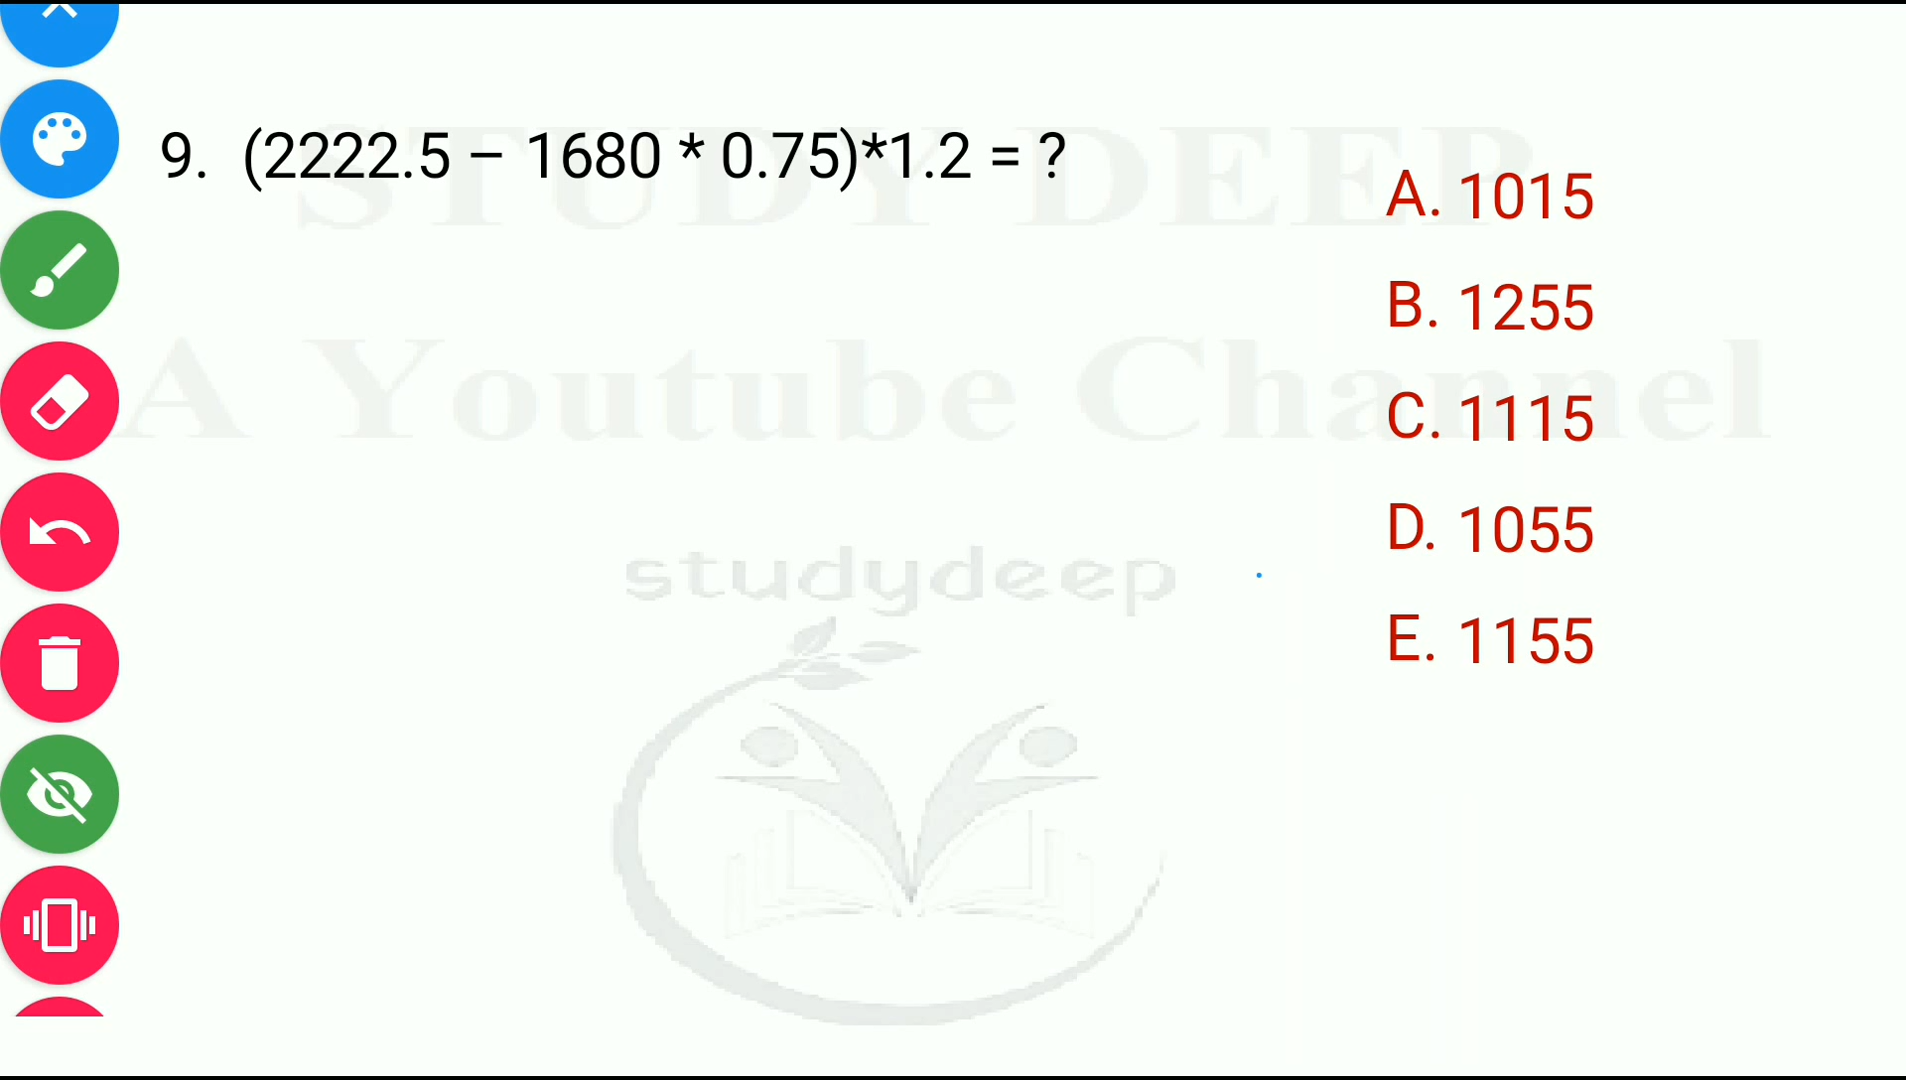 STUDY DEEP
9. (2222.5 – 1680 * 0.75)*1.2 = ?
A. 1015
B. 1255
A Youtube Channel
C. 1115
D. 1055
studydeep
E. 1155